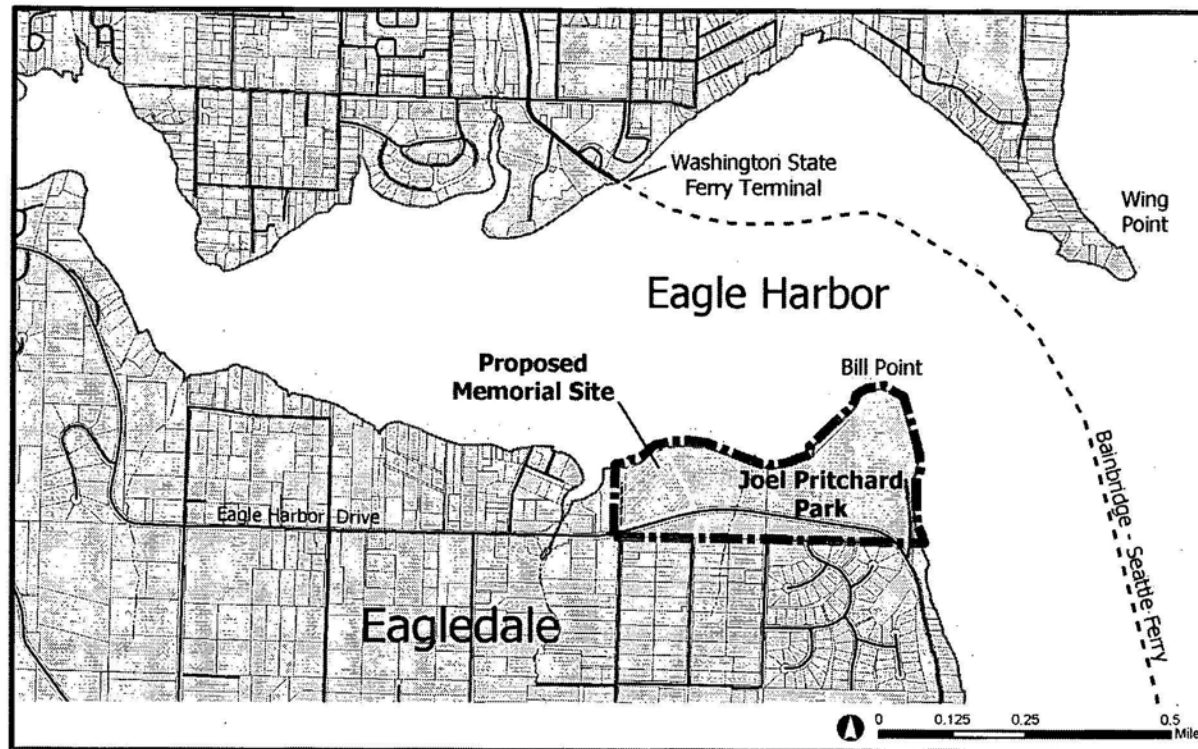 Washington State
Ferry Terminal
Wing
Point
Eagle Harbor
Proposed
Memorial Site
Bill Point
Joel Pritchard
Park
Bainbridge - Seattle Ferry
Eagle Harbor Drive
Eagledale
0 0.125 0.25 0.5
Mile